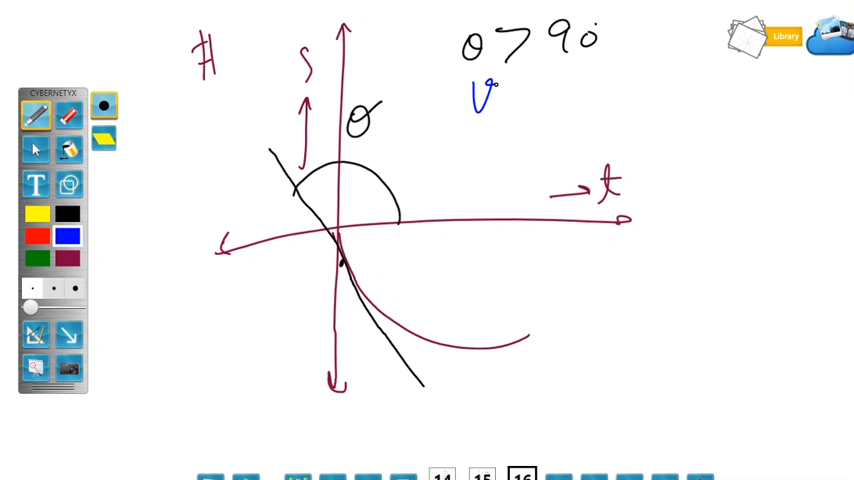 # S θ > 90°
v
θ
→ t
Library
CYBERNETYX
T
14 15 16